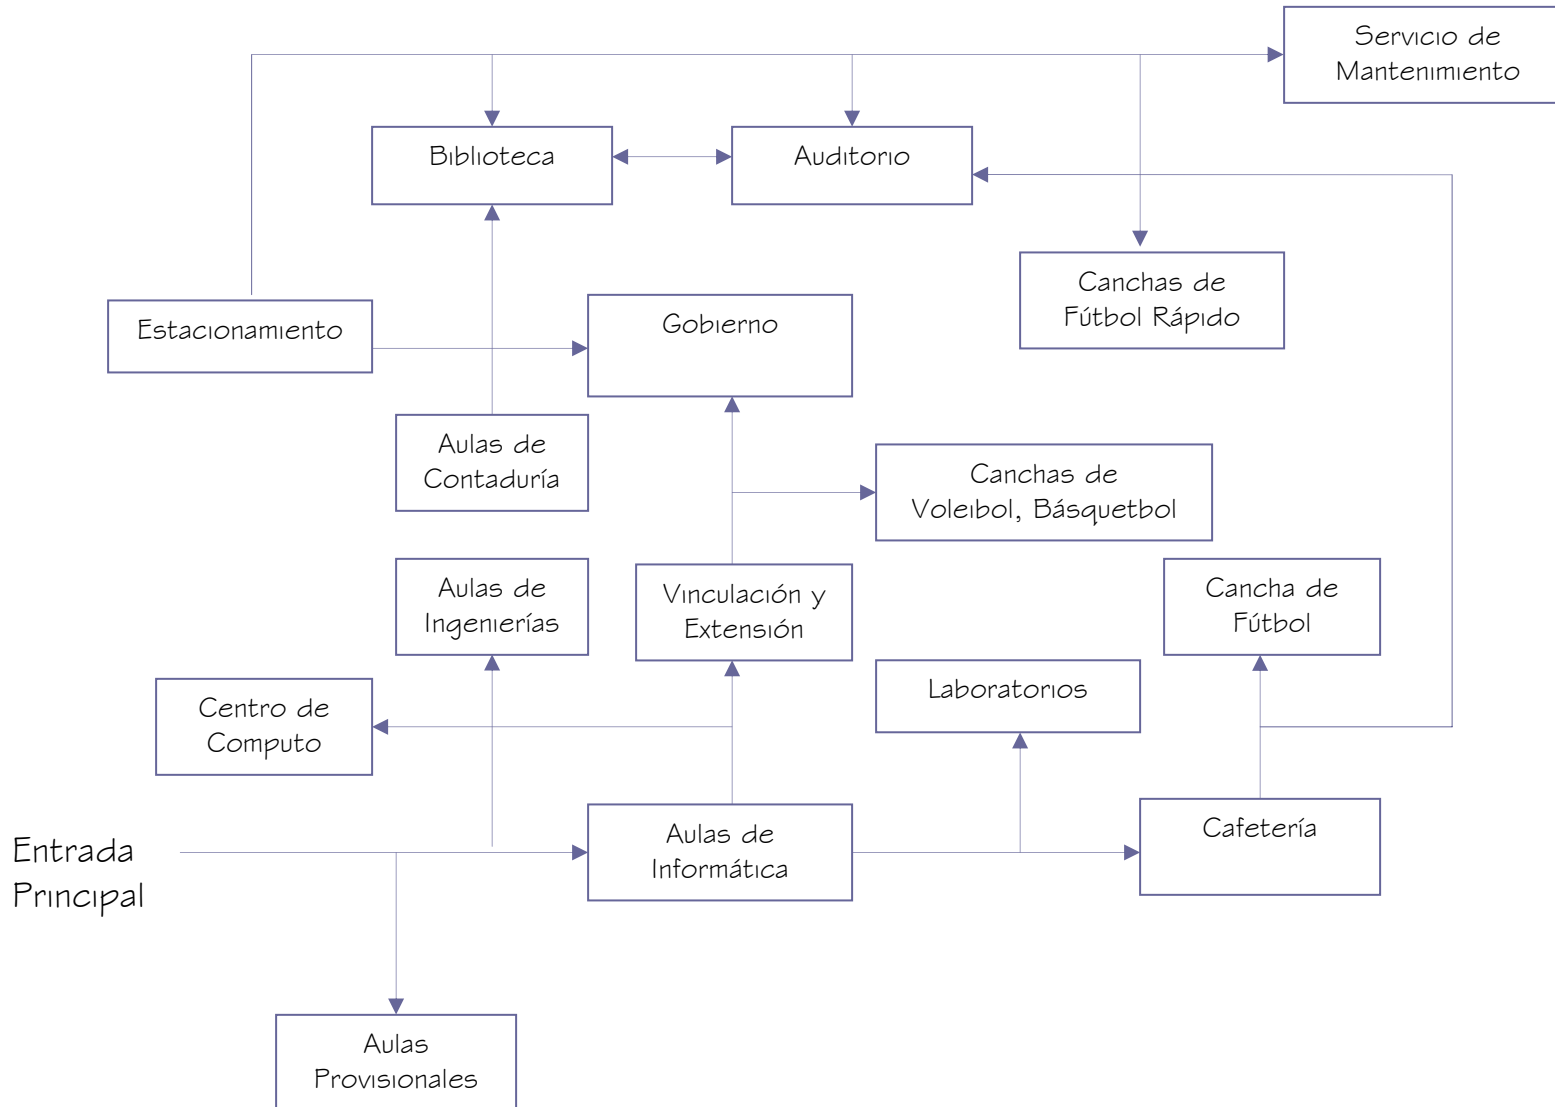 Servicio de
Mantenimiento
Biblioteca
Auditorio
Canchas de
Fútbol Rápido
Estacionamiento
Gobierno
Aulas de
Contaduría
Canchas de
Voleibol, Básquetbol
Aulas de
Ingenierías
Vinculación y
Extensión
Cancha de
Fútbol
Centro de
Computo
Laboratorios
Entrada
Principal
Aulas de
Informática
Cafetería
Aulas
Provisionales